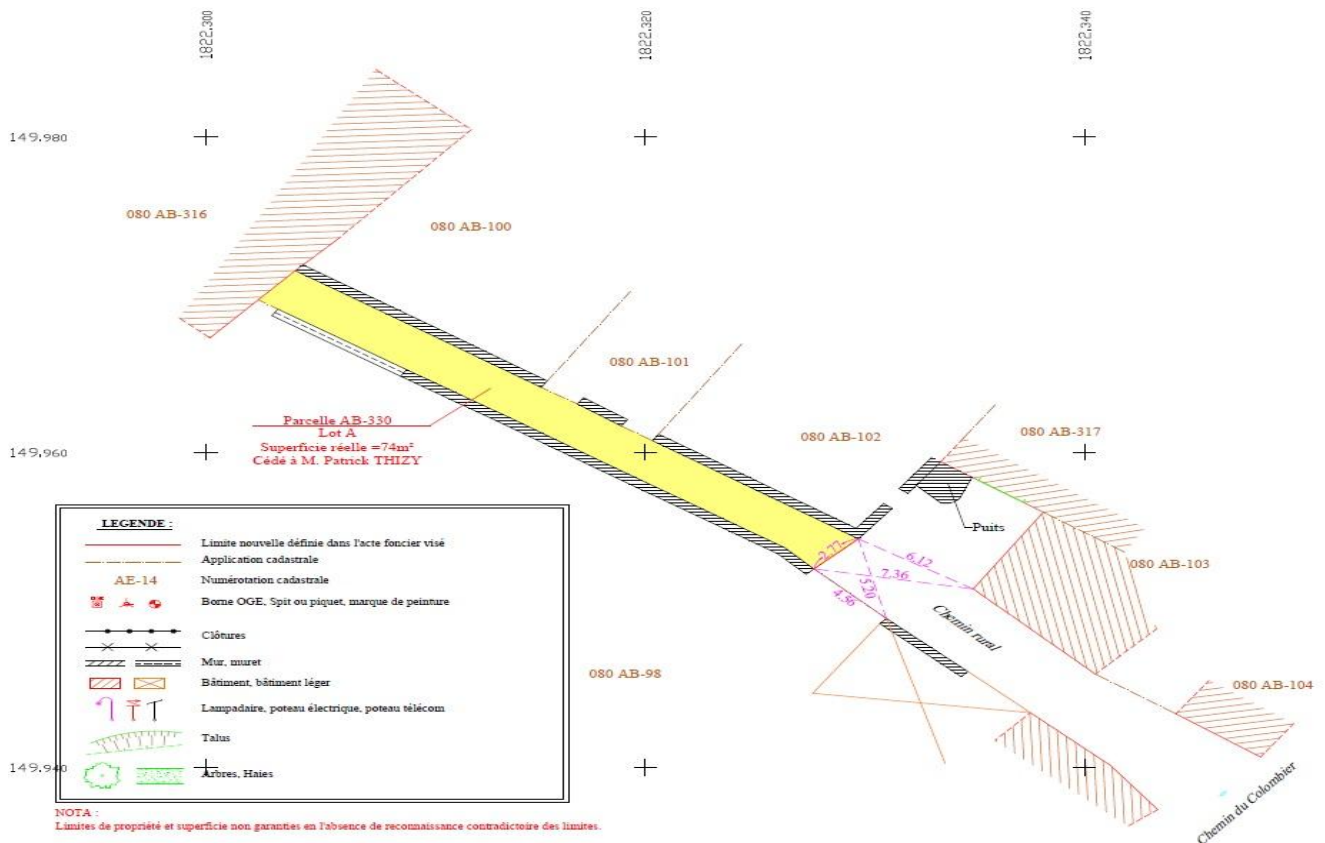 1822.300
1822.320
1822.340
149.980
080 AB-316
080 AB-100
080 AB-101
Parcelle AB-330
Lot A
Superficie réelle =74m²
Cédé à M. Patrick THIZY
080 AB-102
080 AB-317
149.960
Puits
2.77
6.12
7.36
5.20
4.56
080 AB-103
Chemin rural
080 AB-98
080 AB-104
Chemin du Colombier
LEGENDE :
Limite nouvelle définie dans l'acte foncier visé
Application cadastrale
AE-14 Numérotation cadastrale
Borne OGE, Spit ou piquet, marque de peinture
Clôtures
Mur, muret
Bâtiment, bâtiment léger
Lampadaire, poteau électrique, poteau télécom
Talus
Arbres, Haies
149.940
NOTA :
Limites de propriété et superficie non garanties en l'absence de reconnaissance contradictoire des limites.